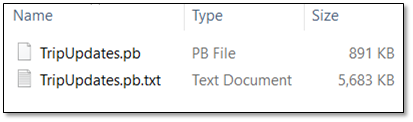 Name Type Size
TripUpdates.pb PB File 891 KB
TripUpdates.pb.txt Text Document 5,683 KB